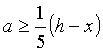 a ≥ 1/5 (h − x)